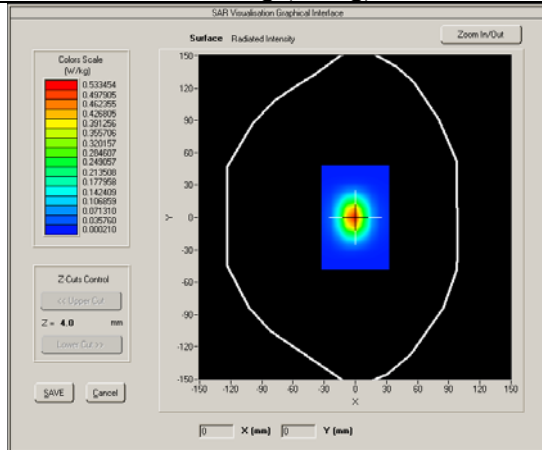 SAR Visualisation Graphical Interface
Surface Radiated Intensity
Zoom In/Out
Colors Scale
(W/kg)
0.533454
0.497905
0.462355
0.426805
0.391256
0.355706
0.320157
0.284607
0.249057
0.213508
0.177958
0.142409
0.106859
0.071310
0.035760
0.000210
Z-Cuts Control
<< Upper Cut
Z = 4.0 mm
Lower Cut >>
SAVE Cancel
150-
90-
60-
30-
Y 0-
-30-
-60-
-90-
-120-
-150-
-150 -120 -90 -60 -30 0 30 60 90 120 150
X
0 X (mm) 0 Y (mm)